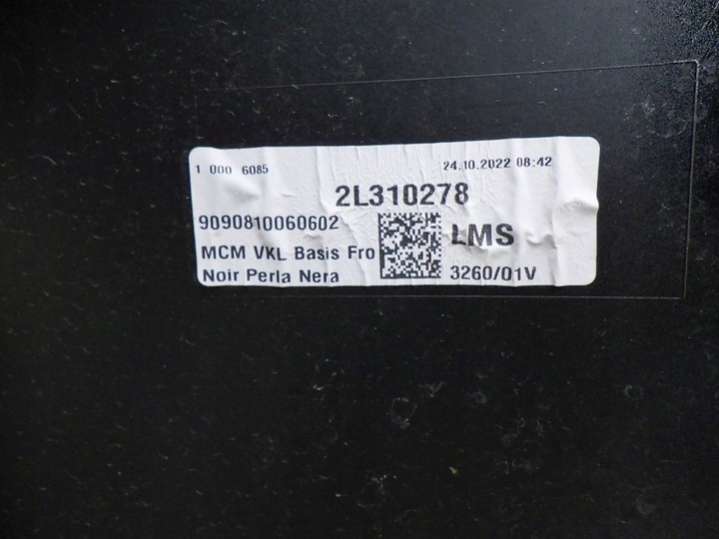 1 000 6085
24.10.2022 08:42
2L310278
9090810060602
LMS
MCM VKL Basis Fro
Noir Perla Nera
3260/01V